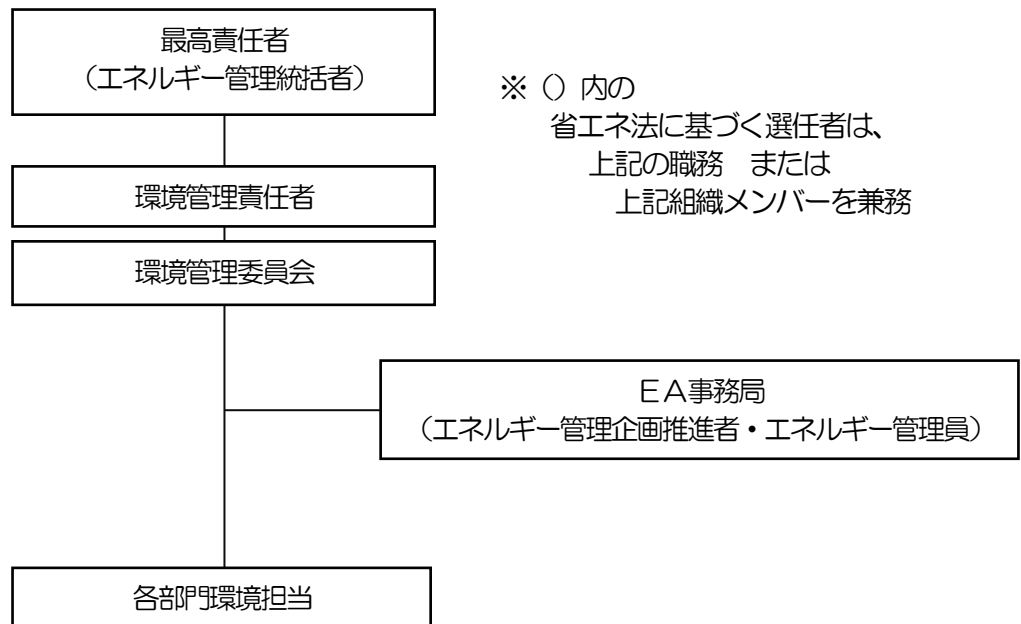 最高責任者
（エネルギー管理統括者）
※（）内の
省エネ法に基づく選任者は、
上記の職務　または
上記組織メンバーを兼務
環境管理責任者
環境管理委員会
ＥＡ事務局
（エネルギー管理企画推進者・エネルギー管理員）
各部門環境担当